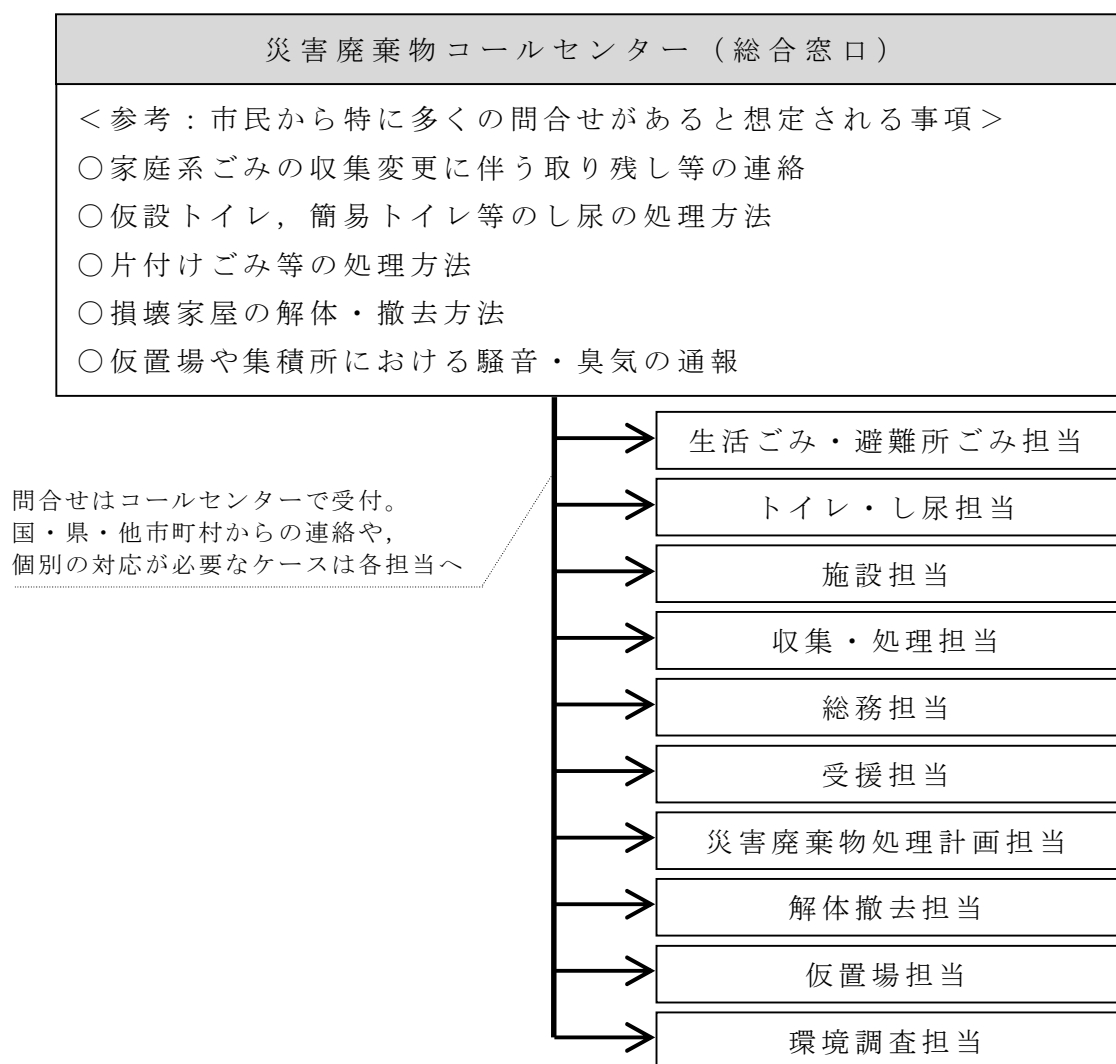 災害廃棄物コールセンター（総合窓口）
＜参考：市民から特に多くの問合せがあると想定される事項＞
○家庭系ごみの収集変更に伴う取り残し等の連絡
○仮設トイレ，簡易トイレ等のし尿の処理方法
○片付けごみ等の処理方法
○損壊家屋の解体・撤去方法
○仮置場や集積所における騒音・臭気の通報
問合せはコールセンターで受付。
国・県・他市町村からの連絡や，
個別の対応が必要なケースは各担当へ
生活ごみ・避難所ごみ担当
トイレ・し尿担当
施設担当
収集・処理担当
総務担当
受援担当
災害廃棄物処理計画担当
解体撤去担当
仮置場担当
環境調査担当